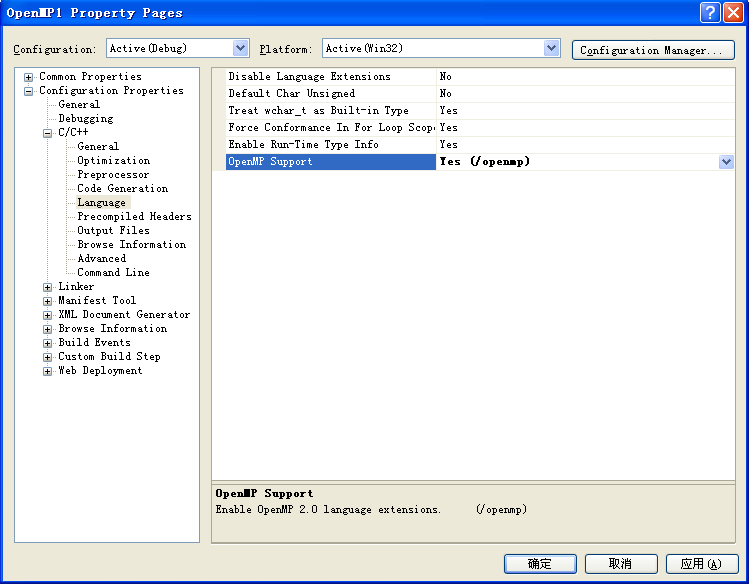 OpenMP1 Property Pages
Configuration: Active(Debug) Platform: Active(Win32) Configuration Manager...
Common Properties
Configuration Properties
General
Debugging
C/C++
General
Optimization
Preprocessor
Code Generation
Language
Precompiled Headers
Output Files
Browse Information
Advanced
Command Line
Linker
Manifest Tool
XML Document Generator
Browse Information
Build Events
Custom Build Step
Web Deployment
Disable Language Extensions No
Default Char Unsigned No
Treat wchar_t as Built-in Type Yes
Force Conformance In For Loop Scope Yes
Enable Run-Time Type Info Yes
OpenMP Support Yes (/openmp)
OpenMP Support
Enable OpenMP 2.0 language extensions. (/openmp)
确定 取消 应用(A)